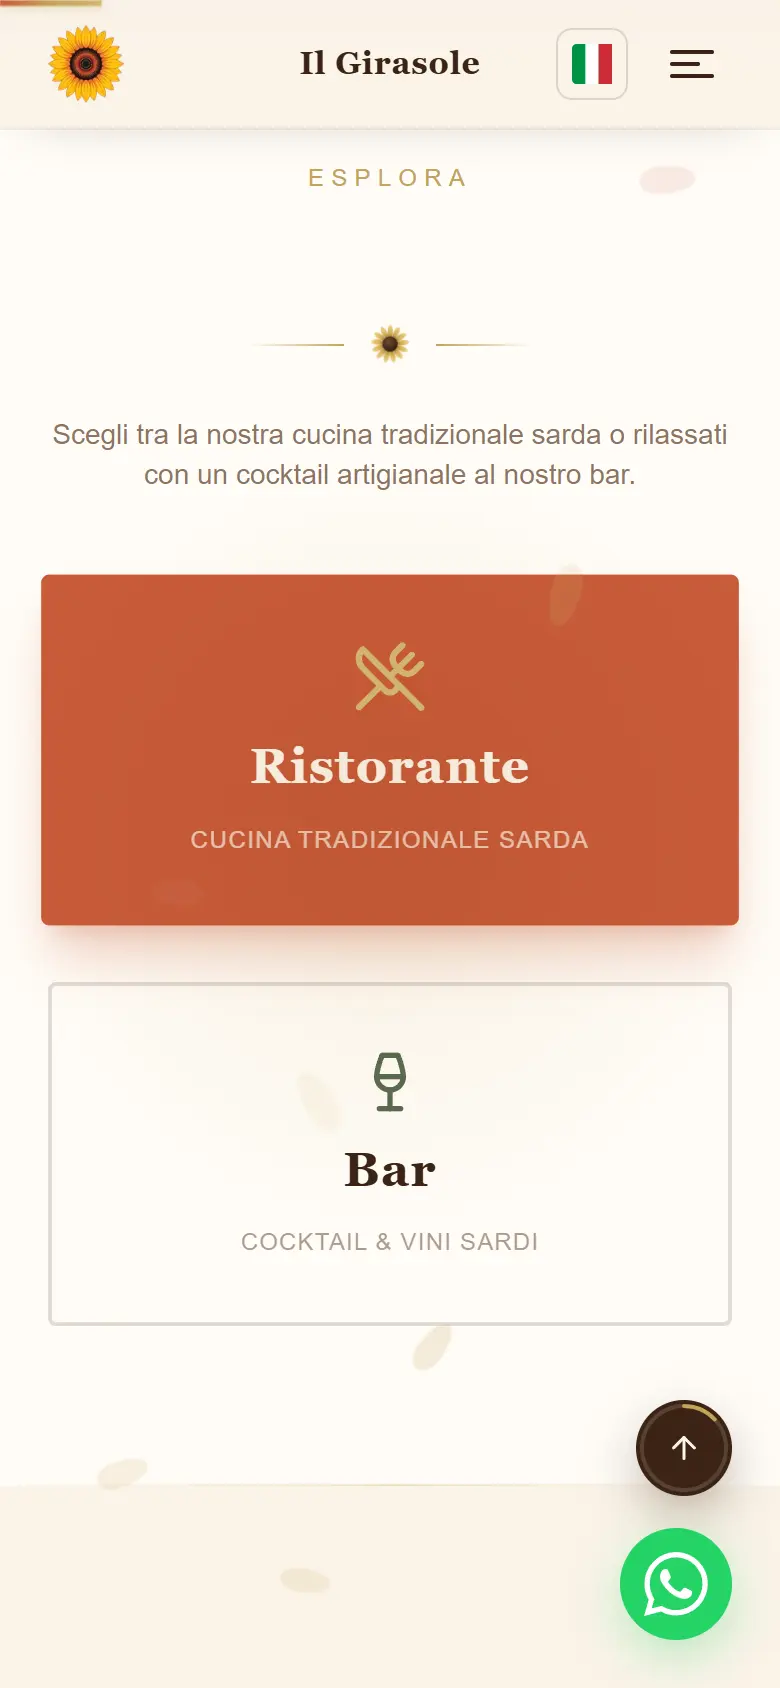 Il Girasole
ESPLORA
Scegli tra la nostra cucina tradizionale sarda o rilassati
con un cocktail artigianale al nostro bar.
Ristorante
CUCINA TRADIZIONALE SARDA
Bar
COCKTAIL & VINI SARDI